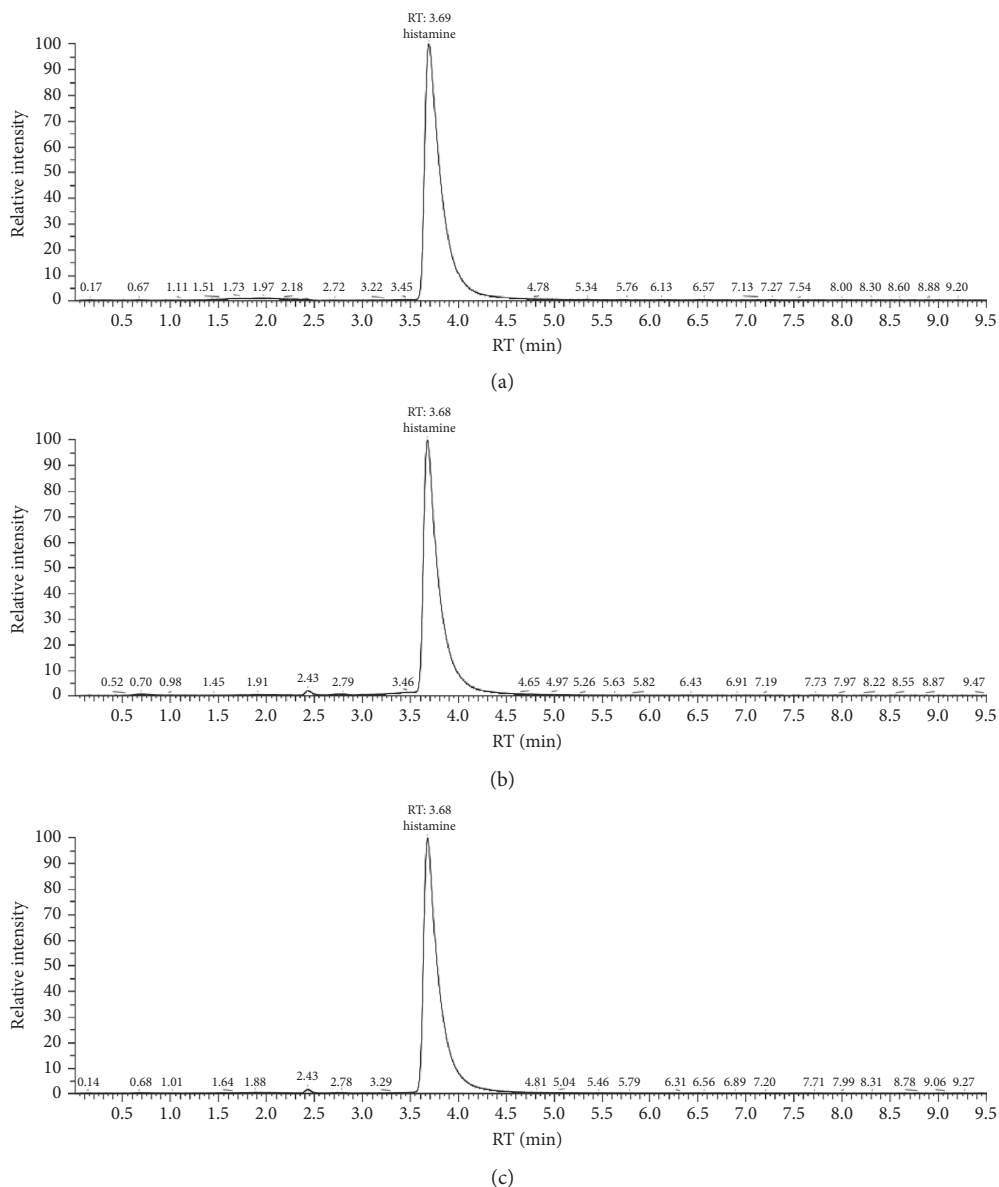 RT: 3.69
histamine
100
90
80
70
60
50
40
30
20
10
0
Relative intensity
0.17 0.67 1.11 1.51 1.73 1.97 2.18 2.72 3.22 3.45 4.78 5.34 5.76 6.13 6.57 7.13 7.27 7.54 8.00 8.30 8.60 8.88 9.20
0.5 1.0 1.5 2.0 2.5 3.0 3.5 4.0 4.5 5.0 5.5 6.0 6.5 7.0 7.5 8.0 8.5 9.0 9.5
RT (min)
(a)
RT: 3.68
histamine
100
90
80
70
60
50
40
30
20
10
0
Relative intensity
0.52 0.70 0.98 1.45 1.91 2.43 2.79 3.46 4.65 4.97 5.26 5.63 5.82 6.43 6.91 7.19 7.73 7.97 8.22 8.55 8.87 9.47
0.5 1.0 1.5 2.0 2.5 3.0 3.5 4.0 4.5 5.0 5.5 6.0 6.5 7.0 7.5 8.0 8.5 9.0 9.5
RT (min)
(b)
RT: 3.68
histamine
100
90
80
70
60
50
40
30
20
10
0
Relative intensity
0.14 0.68 1.01 1.64 1.88 2.43 2.78 3.29 4.81 5.04 5.46 5.79 6.31 6.56 6.89 7.20 7.71 7.99 8.31 8.78 9.06 9.27
0.5 1.0 1.5 2.0 2.5 3.0 3.5 4.0 4.5 5.0 5.5 6.0 6.5 7.0 7.5 8.0 8.5 9.0 9.5
RT (min)
(c)